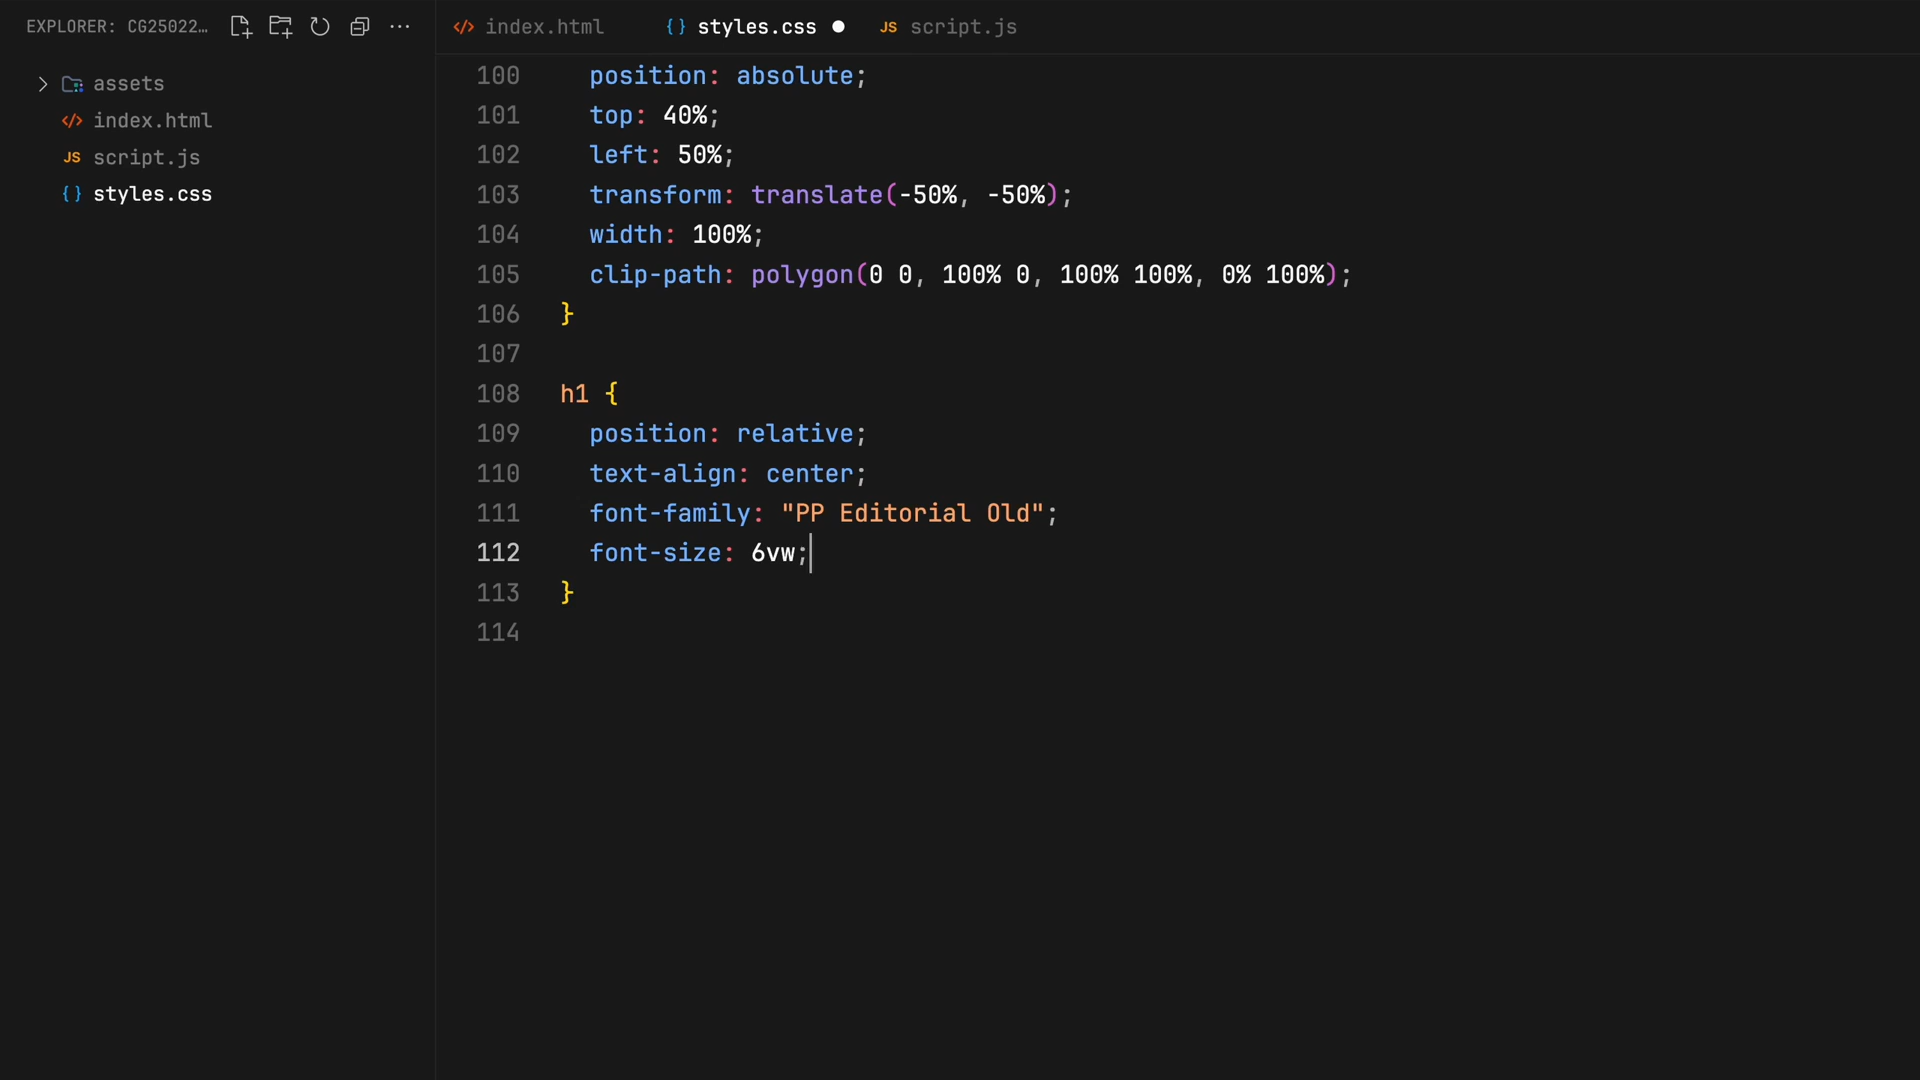 EXPLORER: CG25022…
assets
index.html
script.js
styles.css
index.html
styles.css
script.js
100 position: absolute;
101 top: 40%;
102 left: 50%;
103 transform: translate(-50%, -50%);
104 width: 100%;
105 clip-path: polygon(0 0, 100% 0, 100% 100%, 0% 100%);
106 }
107
108 h1 {
109 position: relative;
110 text-align: center;
111 font-family: "PP Editorial Old";
112 font-size: 6vw;
113 }
114